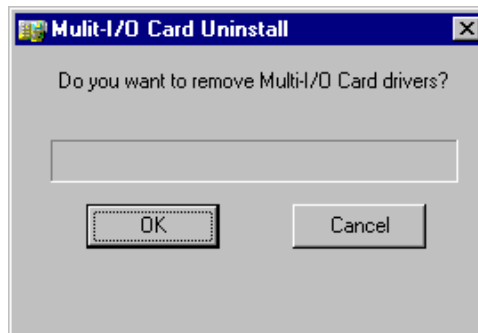 Mulit-I/O Card Uninstall
Do you want to remove Multi-I/O Card drivers?
OK
Cancel